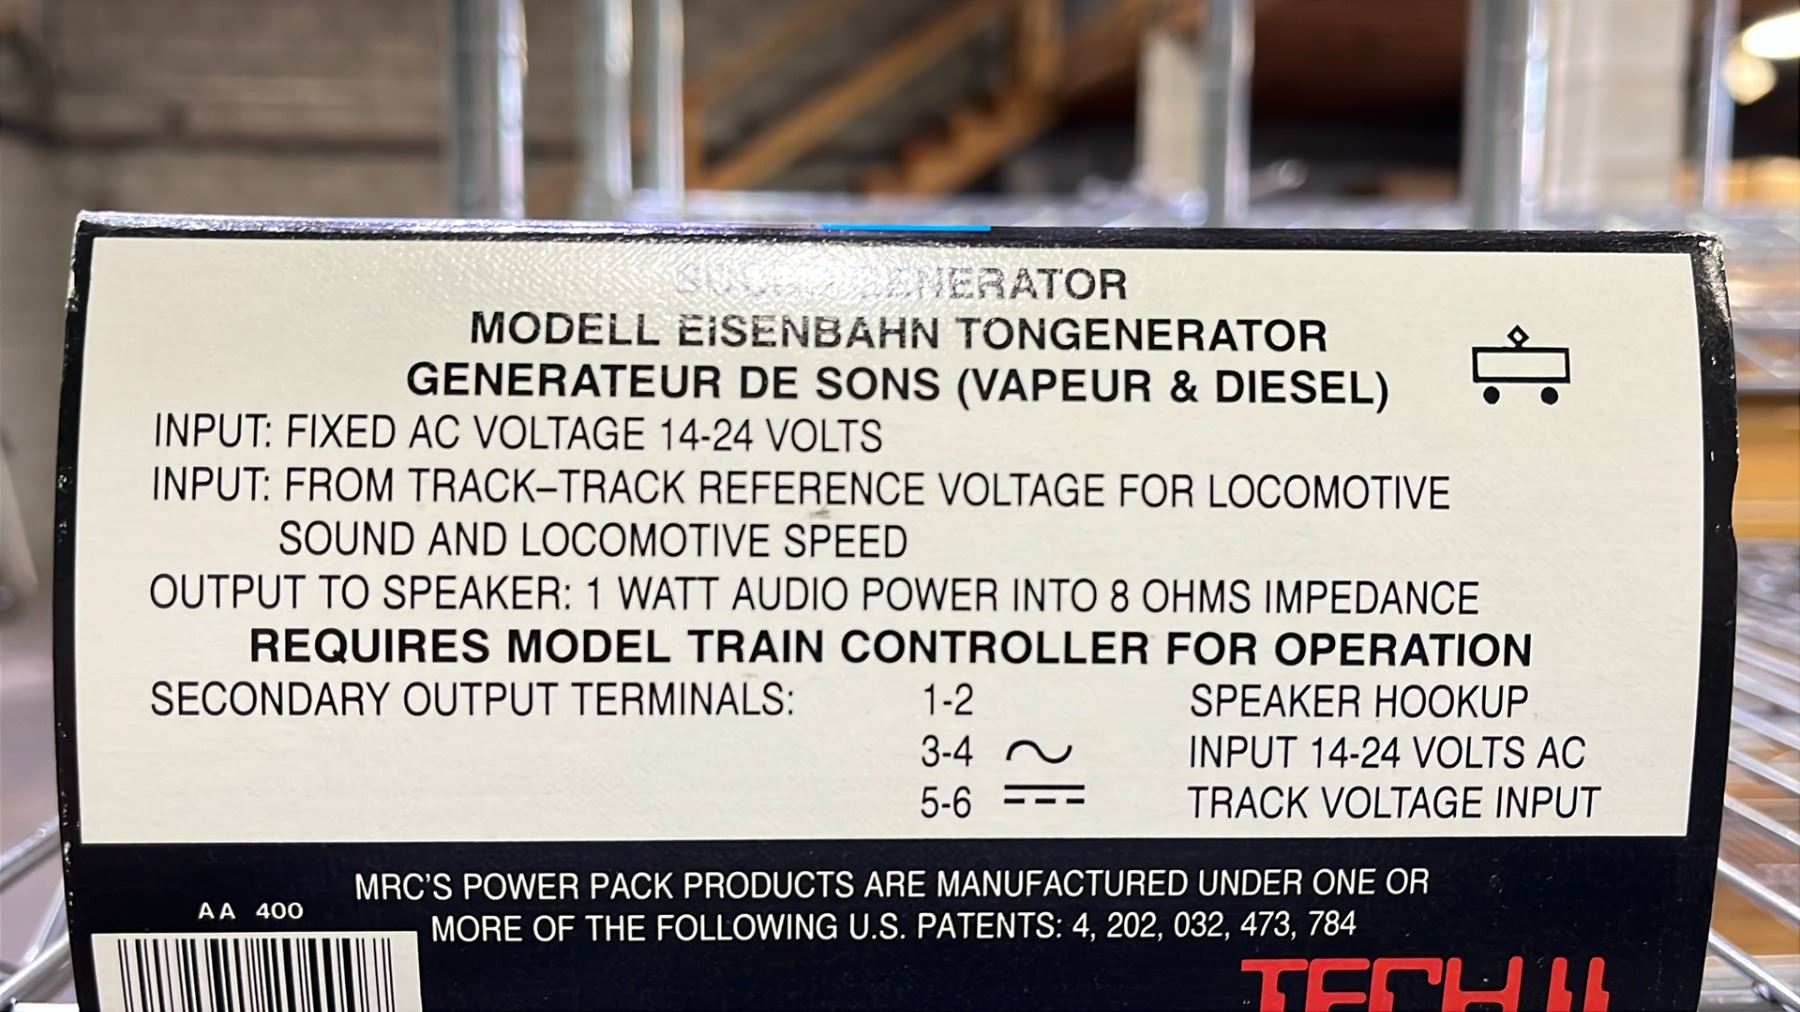 SOUND GENERATOR
MODELL EISENBAHN TONGENERATOR
GENERATEUR DE SONS (VAPEUR & DIESEL)
INPUT: FIXED AC VOLTAGE 14-24 VOLTS
INPUT: FROM TRACK–TRACK REFERENCE VOLTAGE FOR LOCOMOTIVE
SOUND AND LOCOMOTIVE SPEED
OUTPUT TO SPEAKER: 1 WATT AUDIO POWER INTO 8 OHMS IMPEDANCE
REQUIRES MODEL TRAIN CONTROLLER FOR OPERATION
SECONDARY OUTPUT TERMINALS: 1-2 SPEAKER HOOKUP
3-4 INPUT 14-24 VOLTS AC
5-6 TRACK VOLTAGE INPUT
MRC'S POWER PACK PRODUCTS ARE MANUFACTURED UNDER ONE OR
MORE OF THE FOLLOWING U.S. PATENTS: 4, 202, 032, 473, 784
AA 400
TECH II